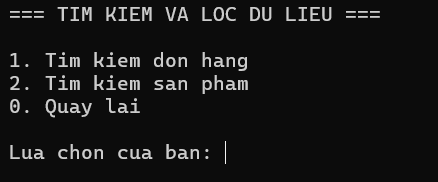 === TIM KIEM VA LOC DU LIEU ===
1. Tim kiem don hang
2. Tim kiem san pham
0. Quay lai
Lua chon cua ban: